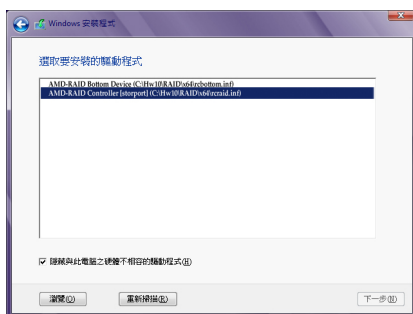 Windows 安裝程式
選取要安裝的驅動程式
AMD-RAID Bottom Device (C:\Hw10\RAID\x64\rcbottom.inf)
AMD-RAID Controller [storport] (C:\Hw10\RAID\x64\rcraid.inf)
隱藏與此電腦之硬體不相容的驅動程式(H)
瀏覽(O) 重新掃描(R) 下一步(N)